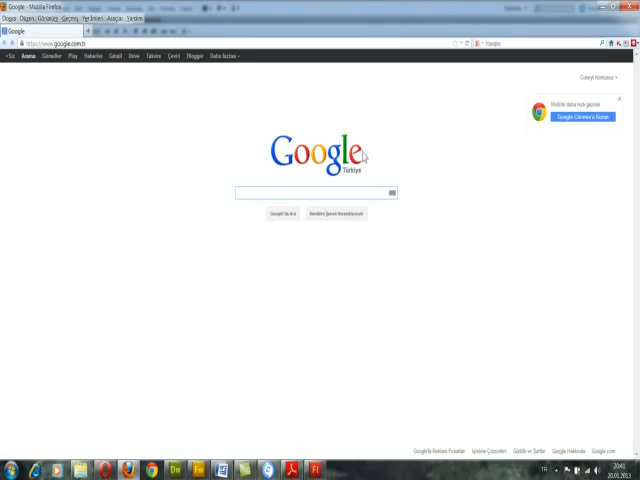 Google - Mozilla Firefox
Dosya Düzen Görünüm Geçmiş Yer İmleri Araçlar Yardım
Google
https://www.google.com.tr
+Siz Arama Görseller Play Haberler Gmail Drive Takvim Çeviri Blogger Daha fazlası
Web'de daha hızlı gezinin
Google Chrome'u Kurun
Google
Türkiye
Google'da Ara
Kendimi Şanslı Hissediyorum
Google'la Reklam Fırsatları İşletme Çözümleri Gizlilik ve Şartlar Google Hakkında Google.com
Dw Fw W Fl
TR
20:41
20.01.2013